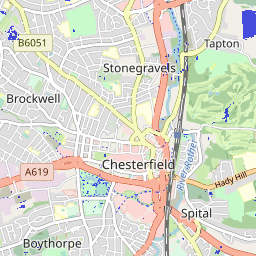 B6051
Tapton
Stonegravels
Brockwell
Chesterfield
River Rother
A619
Hady Hill
Spital
Boythorpe